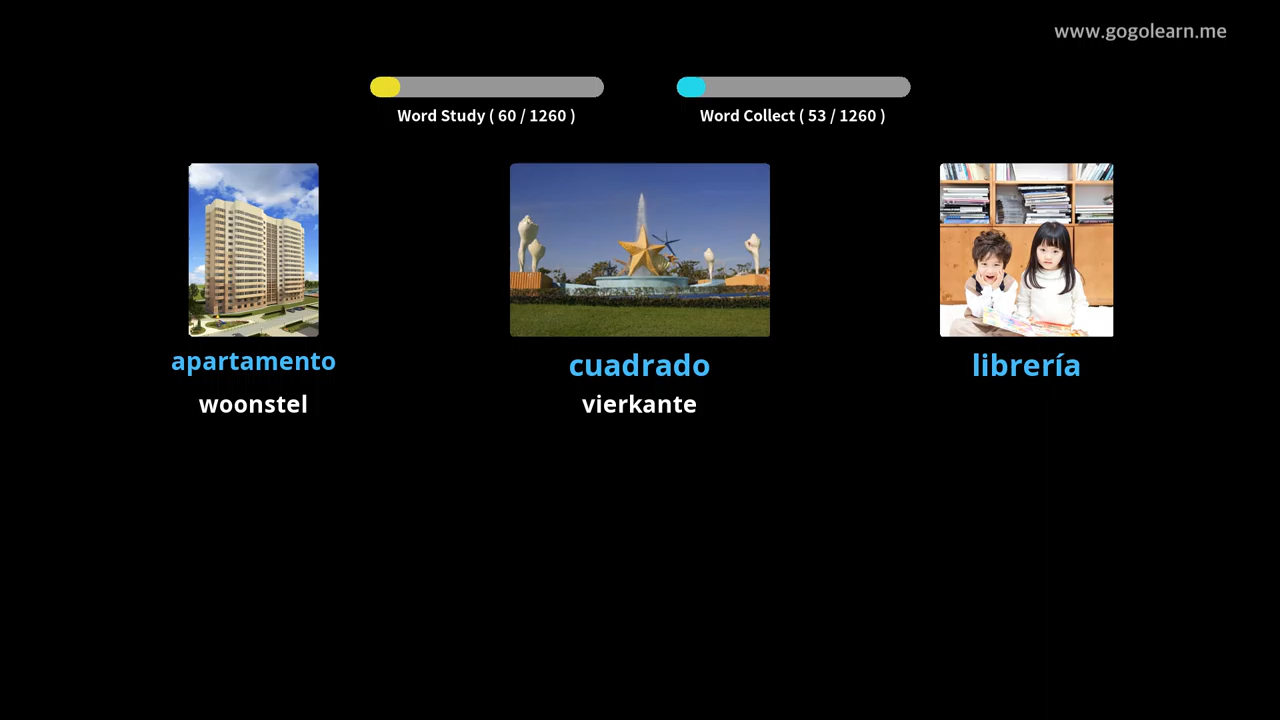 www.gogolearn.me
Word Study ( 60 / 1260 )
Word Collect ( 53 / 1260 )
apartamento
cuadrado
librería
woonstel
vierkante